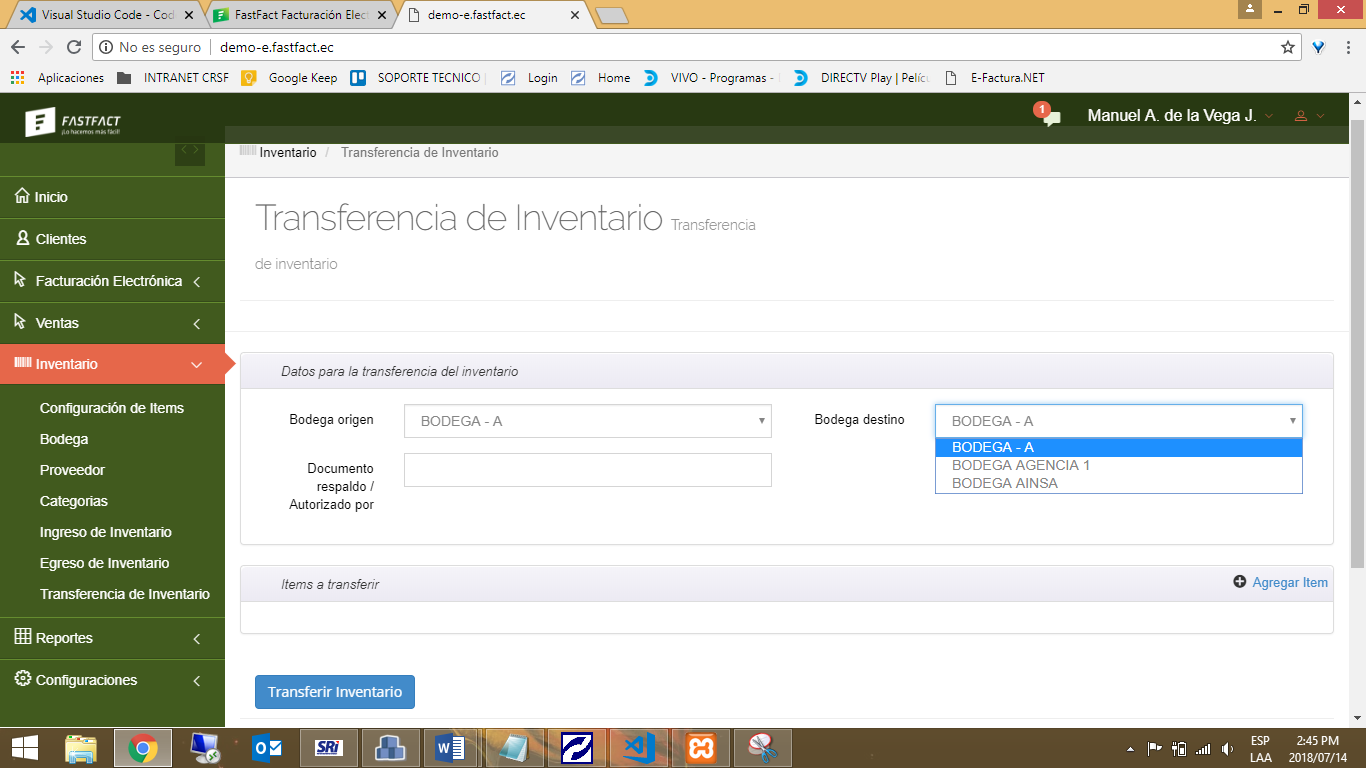 Visual Studio Code - Cod
FastFact Facturación Elect
demo-e.fastfact.ec
No es seguro
demo-e.fastfact.ec
Aplicaciones
INTRANET CRSF
Google Keep
SOPORTE TECNICO
Login
Home
VIVO - Programas -
DIRECTV Play | Pelíc
E-Factura.NET
FASTFACT
¡Lo hacemos más fácil!
1
Manuel A. de la Vega J.
Inventario / Transferencia de Inventario
Inicio
Clientes
Facturación Electrónica
Ventas
Inventario
Configuración de Items
Bodega
Proveedor
Categorias
Ingreso de Inventario
Egreso de Inventario
Transferencia de Inventario
Reportes
Configuraciones
Transferencia de Inventario Transferencia
de inventario
Datos para la transferencia del inventario
Bodega origen
BODEGA - A
Bodega destino
BODEGA - A
BODEGA - A
BODEGA AGENCIA 1
BODEGA AINSA
Documento
respaldo /
Autorizado por
Items a transferir
Agregar Item
Transferir Inventario
SRi
ESP
LAA
2:45 PM
2018/07/14